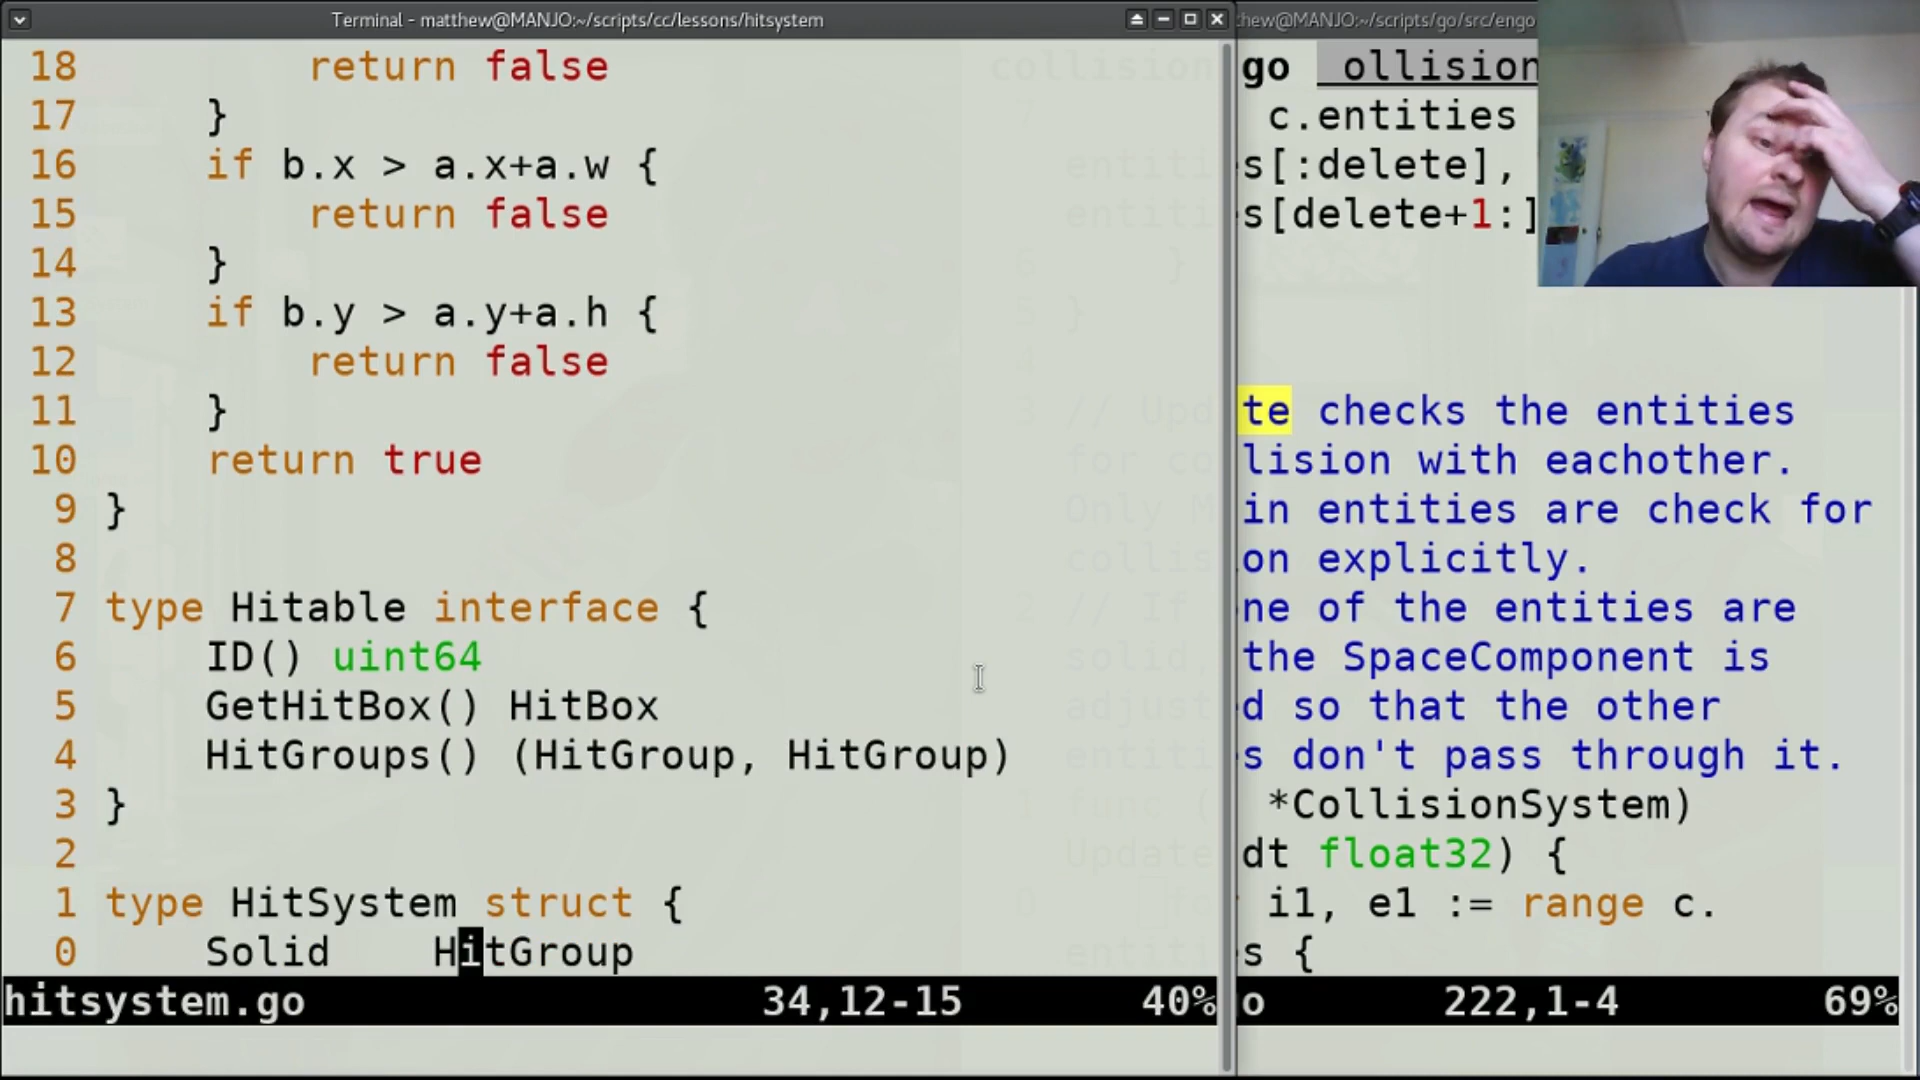 Terminal - matthew@MANJO:~/scripts/cc/lessons/hitsystem
18 return false
17 }
16 if b.x > a.x+a.w {
15 return false
14 }
13 if b.y > a.y+a.h {
12 return false
11 }
10 return true
9 }
8
7 type Hitable interface {
6 ID() uint64
5 GetHitBox() HitBox
4 HitGroups() (HitGroup, HitGroup)
3 }
2
1 type HitSystem struct {
0 Solid HitGroup
hitsystem.go 34,12-15 40%
hew@MANJO:~/scripts/go/src/engo
go ollision
c.entities
s[:delete],
s[delete+1:]
te checks the entities
lision with eachother.
in entities are check for
on explicitly.
ne of the entities are
the SpaceComponent is
d so that the other
s don't pass through it.
*CollisionSystem)
dt float32) {
i1, e1 := range c.
s {
o 222,1-4 69%